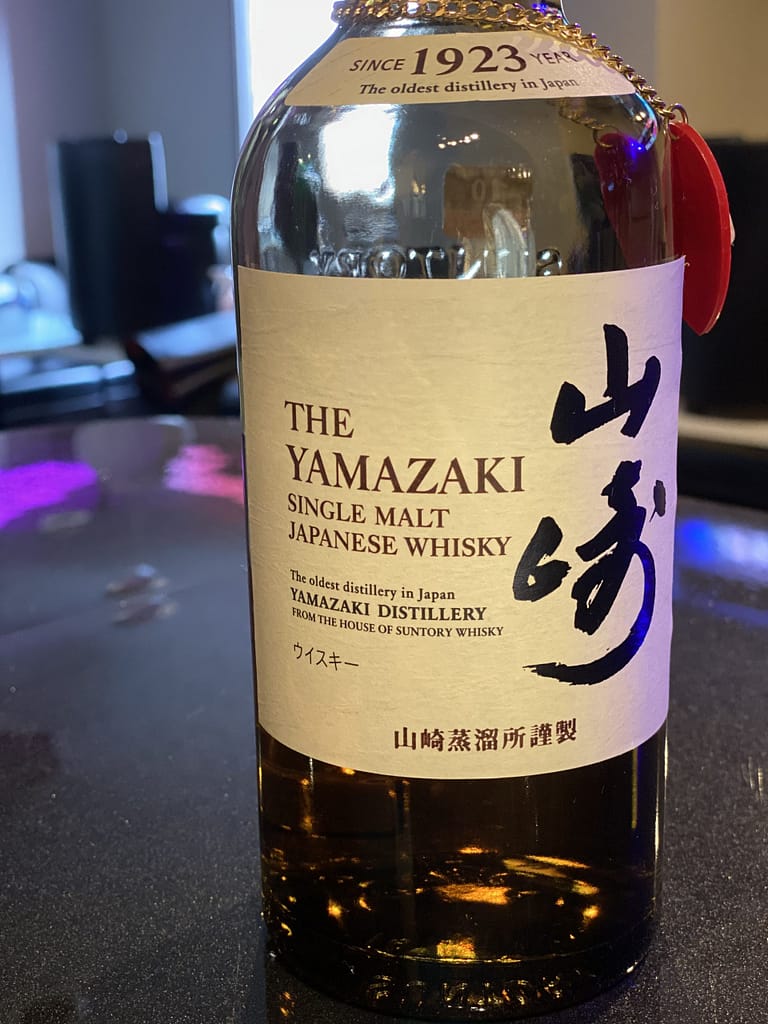 SINCE 1923 YEAR
The oldest distillery in Japan
SUNTORY
THE
YAMAZAKI
SINGLE MALT
JAPANESE WHISKY
The oldest distillery in Japan
YAMAZAKI DISTILLERY
FROM THE HOUSE OF SUNTORY WHISKY
ウイスキー
山崎
山崎蒸溜所謹製